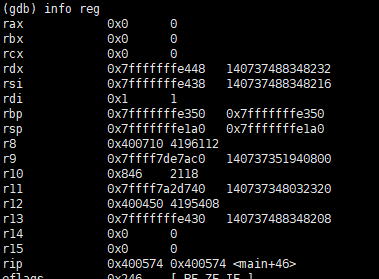 (gdb) info reg
rax 0x0 0
rbx 0x0 0
rcx 0x0 0
rdx 0x7fffffffe448 140737488348232
rsi 0x7fffffffe438 140737488348216
rdi 0x1 1
rbp 0x7fffffffe350 0x7fffffffe350
rsp 0x7fffffffe1a0 0x7fffffffe1a0
r8 0x400710 4196112
r9 0x7ffff7de7ac0 140737351940800
r10 0x846 2118
r11 0x7ffff7a2d740 140737348032320
r12 0x400450 4195408
r13 0x7fffffffe430 140737488348208
r14 0x0 0
r15 0x0 0
rip 0x400574 0x400574 <main+46>
eflags 0x246 [ PF ZF IF ]